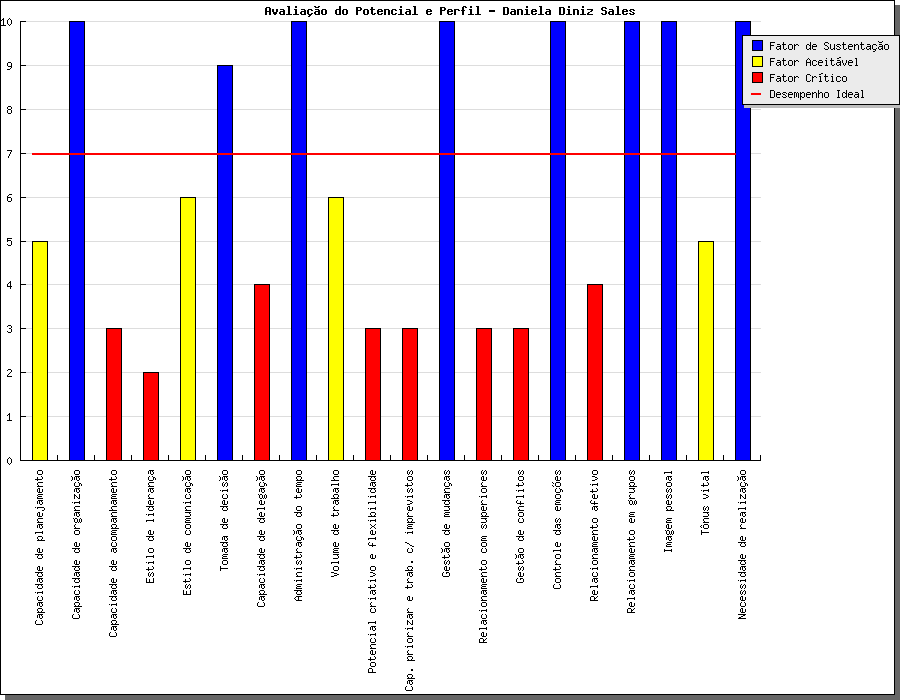 Avaliação do Potencial e Perfil - Daniela Diniz Sales
10
9
8
7
6
5
4
3
2
1
0
Fator de Sustentação
Fator Aceitável
Fator Crítico
Desempenho Ideal
Capacidade de planejamento
Capacidade de organização
Capacidade de acompanhamento
Estilo de liderança
Estilo de comunicação
Tomada de decisão
Capacidade de delegação
Administração do tempo
Volume de trabalho
Potencial criativo e flexibilidade
Cap. priorizar e trab. c/ imprevistos
Gestão de mudanças
Relacionamento com superiores
Gestão de conflitos
Controle das emoções
Relacionamento afetivo
Relacionamento em grupos
Imagem pessoal
Tônus vital
Necessidade de realização